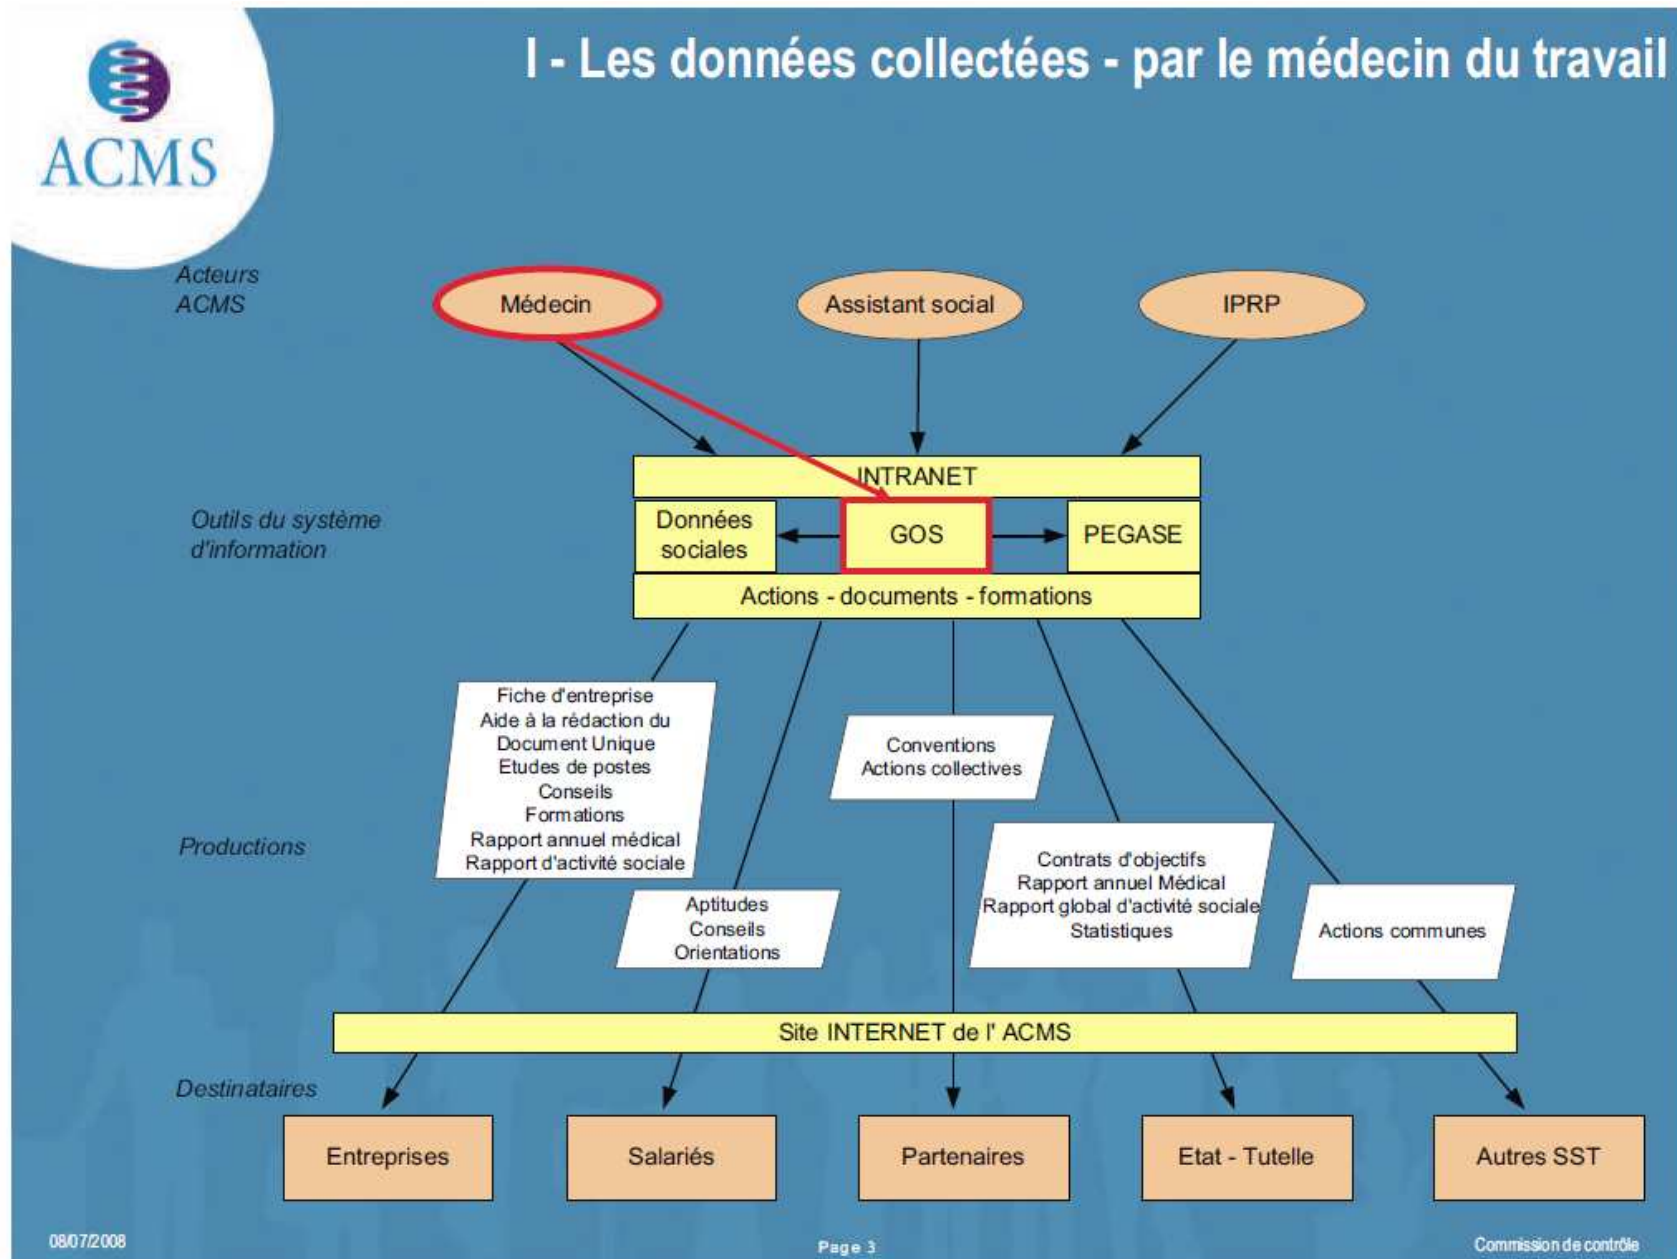 I - Les données collectées - par le médecin du travail
ACMS
Acteurs
ACMS
Médecin
Assistant social
IPRP
INTRANET
Outils du système
d'information
Données
sociales
GOS
PEGASE
Actions - documents - formations
Fiche d'entreprise
Aide à la rédaction du
Document Unique
Etudes de postes
Conseils
Formations
Rapport annuel médical
Rapport d'activité sociale
Conventions
Actions collectives
Productions
Contrats d'objectifs
Rapport annuel Médical
Rapport global d'activité sociale
Statistiques
Aptitudes
Conseils
Orientations
Actions communes
Site INTERNET de l' ACMS
Destinataires
Entreprises
Salariés
Partenaires
Etat - Tutelle
Autres SST
08/07/2008
Page 3
Commission de contrôle